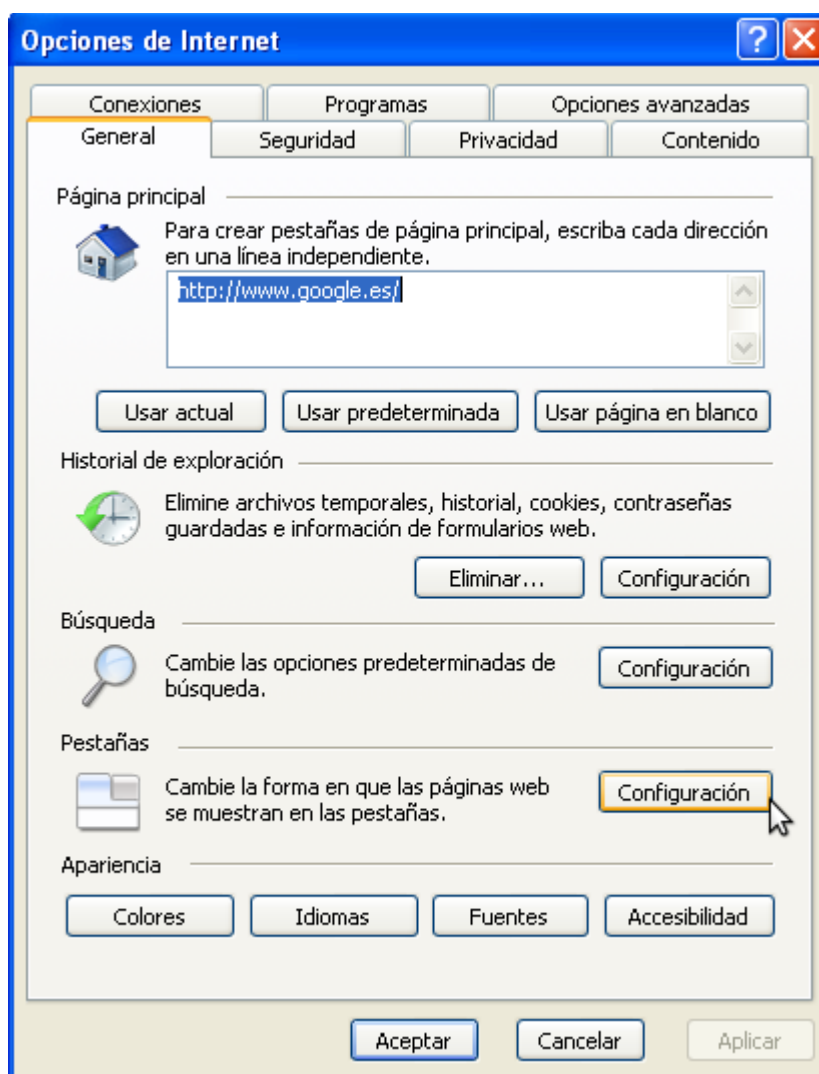 Opciones de Internet
?
Conexiones Programas Opciones avanzadas
General Seguridad Privacidad Contenido
Página principal
Para crear pestañas de página principal, escriba cada dirección
en una línea independiente.
http://www.google.es/
Usar actual Usar predeterminada Usar página en blanco
Historial de exploración
Elimine archivos temporales, historial, cookies, contraseñas
guardadas e información de formularios web.
Eliminar... Configuración
Búsqueda
Cambie las opciones predeterminadas de
búsqueda.
Configuración
Pestañas
Cambie la forma en que las páginas web
se muestran en las pestañas.
Configuración
Apariencia
Colores Idiomas Fuentes Accesibilidad
Aceptar Cancelar Aplicar